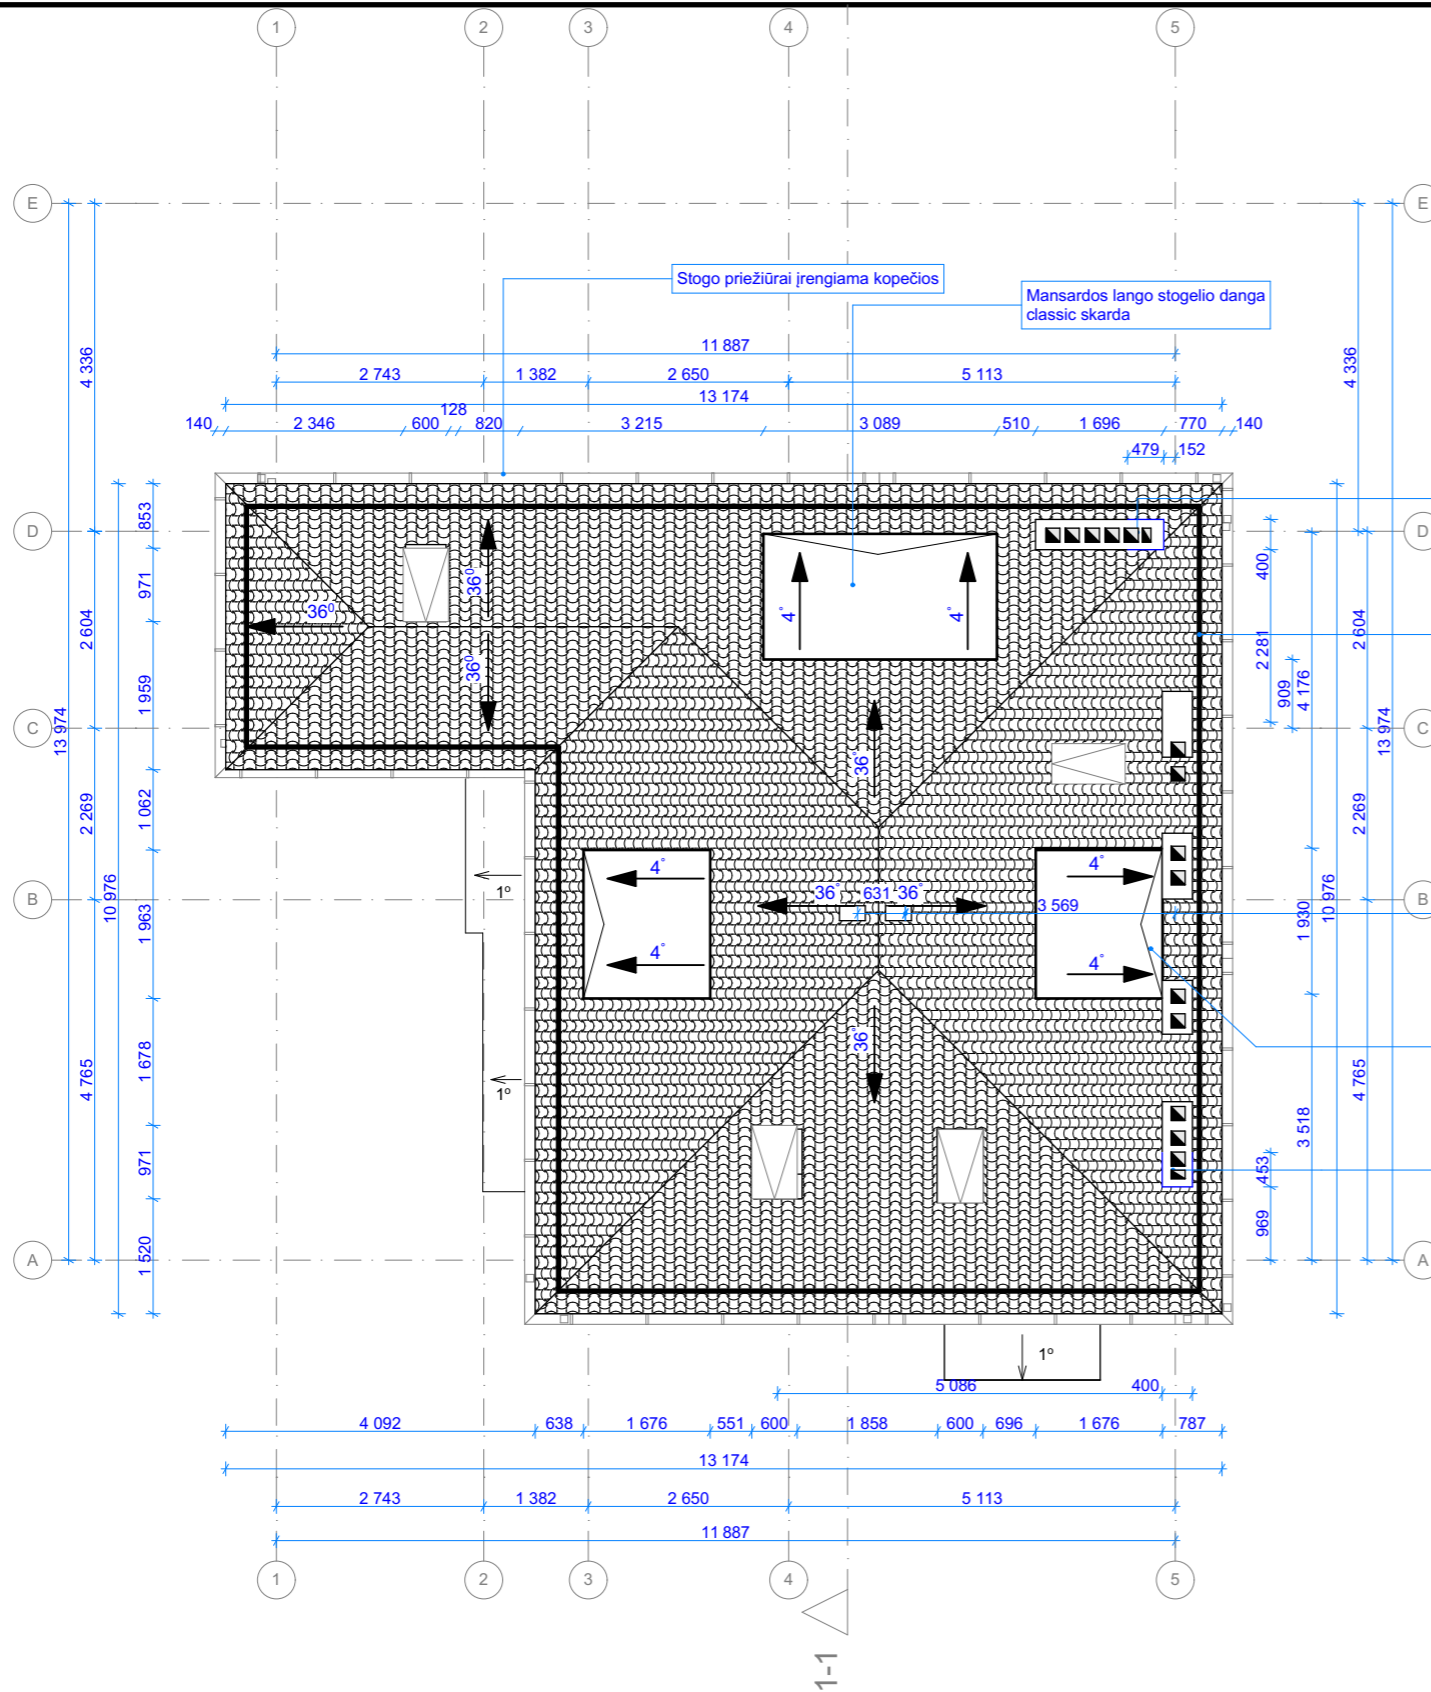 1 2 3 4 5
E E
Stogo priežiūrai įrengiama kopečios
Mansardos lango stogelio danga
classic skarda
11 887
2 743 1 382 2 650 5 113
13 174
128
140 2 346 600 820 3 215 3 089 510 1 696 770 140
479 152
4 336 4 336
853
D D
971 400
2 604 2 604
36⁰ 36⁰ 4° 4°
36⁰
2 281
1 959 909 4 176
C C
13 974 13 974
36°
1 062
2 269 2 269
4° 4°
B B
10 976 10 976
1 963 1 930
1º
36° 631 36°
3 569
4° 4°
36°
1 678
4 765 4 765
1º
3 518
971 453
969
1 520
A A
1º
5 086 400
4 092 638 1 676 551 600 1 858 600 696 1 676 787
13 174
2 743 1 382 2 650 5 113
11 887
1 2 3 4 5
1-1